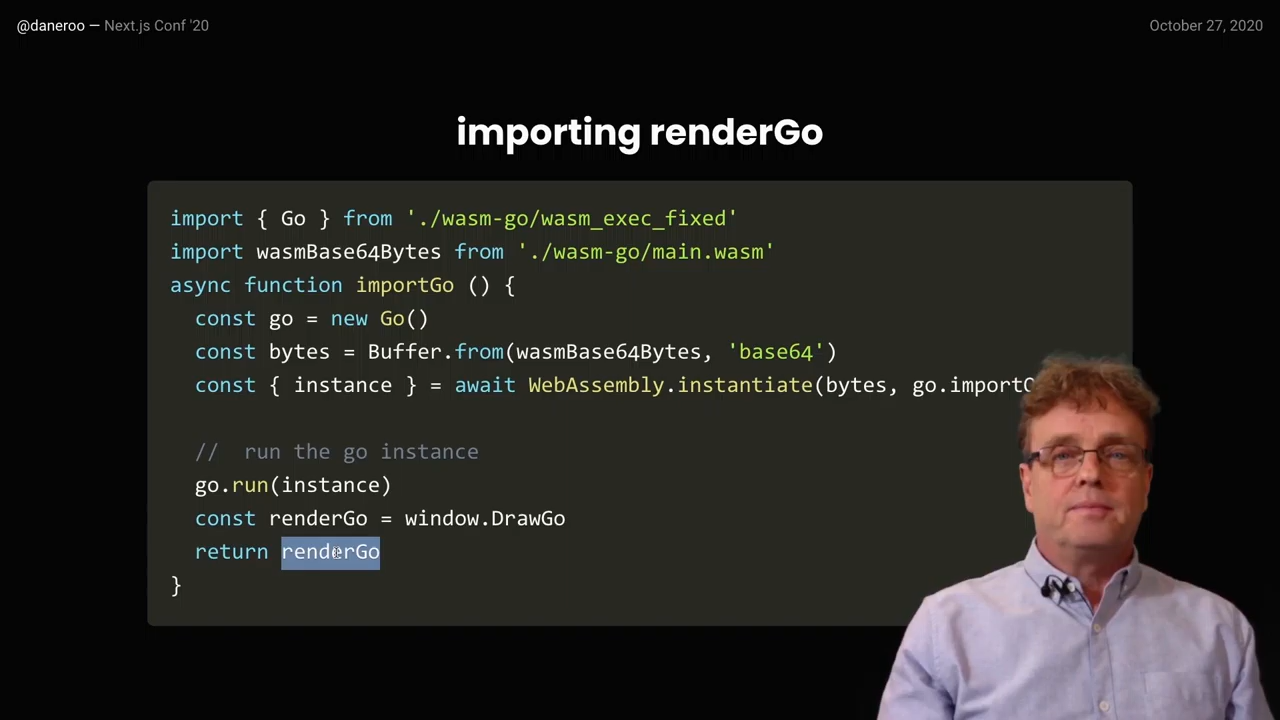 @daneroo — Next.js Conf '20
October 27, 2020
importing renderGo
import { Go } from './wasm-go/wasm_exec_fixed'
import wasmBase64Bytes from './wasm-go/main.wasm'
async function importGo () {
const go = new Go()
const bytes = Buffer.from(wasmBase64Bytes, 'base64')
const { instance } = await WebAssembly.instantiate(bytes, go.importO
// run the go instance
go.run(instance)
const renderGo = window.DrawGo
return renderGo
}